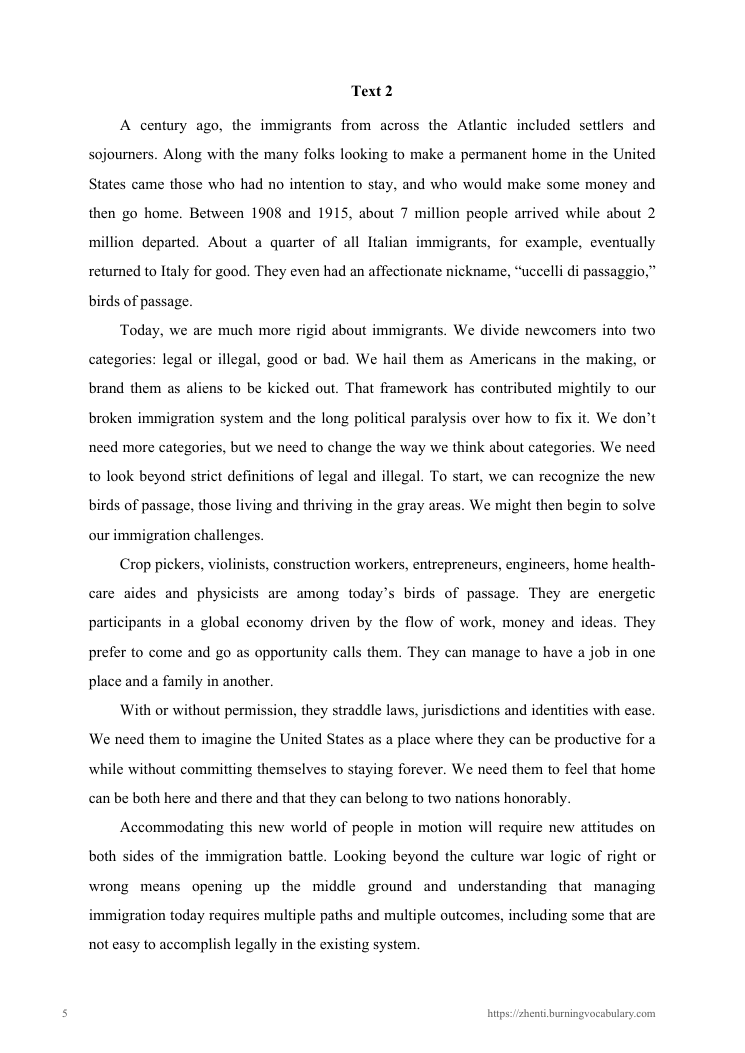 Text 2
A century ago, the immigrants from across the Atlantic included settlers and
sojourners. Along with the many folks looking to make a permanent home in the United
States came those who had no intention to stay, and who would make some money and
then go home. Between 1908 and 1915, about 7 million people arrived while about 2
million departed. About a quarter of all Italian immigrants, for example, eventually
returned to Italy for good. They even had an affectionate nickname, “uccelli di passaggio,”
birds of passage.
Today, we are much more rigid about immigrants. We divide newcomers into two
categories: legal or illegal, good or bad. We hail them as Americans in the making, or
brand them as aliens to be kicked out. That framework has contributed mightily to our
broken immigration system and the long political paralysis over how to fix it. We don’t
need more categories, but we need to change the way we think about categories. We need
to look beyond strict definitions of legal and illegal. To start, we can recognize the new
birds of passage, those living and thriving in the gray areas. We might then begin to solve
our immigration challenges.
Crop pickers, violinists, construction workers, entrepreneurs, engineers, home health-
care aides and physicists are among today’s birds of passage. They are energetic
participants in a global economy driven by the flow of work, money and ideas. They
prefer to come and go as opportunity calls them. They can manage to have a job in one
place and a family in another.
With or without permission, they straddle laws, jurisdictions and identities with ease.
We need them to imagine the United States as a place where they can be productive for a
while without committing themselves to staying forever. We need them to feel that home
can be both here and there and that they can belong to two nations honorably.
Accommodating this new world of people in motion will require new attitudes on
both sides of the immigration battle. Looking beyond the culture war logic of right or
wrong means opening up the middle ground and understanding that managing
immigration today requires multiple paths and multiple outcomes, including some that are
not easy to accomplish legally in the existing system.
5 https://zhenti.burningvocabulary.com